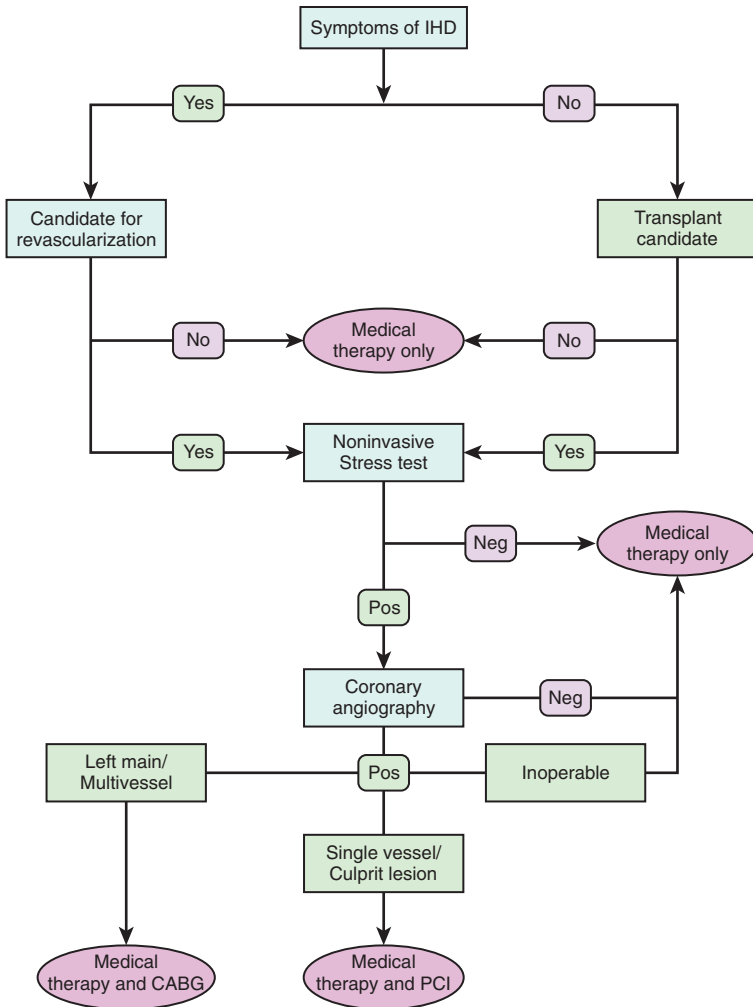 Symptoms of IHD
Yes
No
Candidate for
revascularization
Transplant
candidate
No
Medical
therapy only
No
Yes
Noninvasive
Stress test
Yes
Neg
Medical
therapy only
Pos
Coronary
angiography
Neg
Left main/
Multivessel
Pos
Inoperable
Single vessel/
Culprit lesion
Medical
therapy and CABG
Medical
therapy and PCI